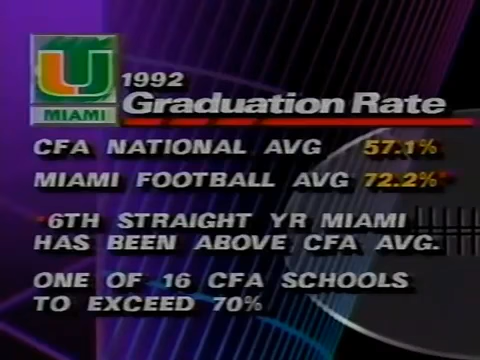 U
MIAMI
1992
Graduation Rate
CFA NATIONAL AVG 57.1%
MIAMI FOOTBALL AVG 72.2%*
*6TH STRAIGHT YR MIAMI
HAS BEEN ABOVE CFA AVG.
ONE OF 16 CFA SCHOOLS
TO EXCEED 70%